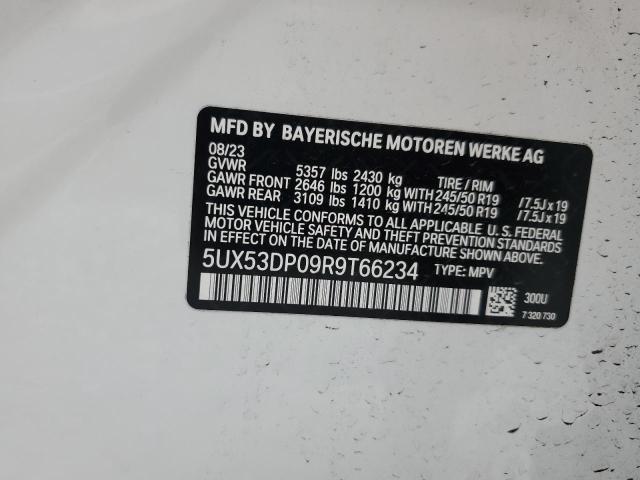 MFD BY BAYERISCHE MOTOREN WERKE AG
08/23
GVWR 5357 lbs 2430 kg TIRE / RIM
GAWR FRONT 2646 lbs 1200 kg WITH 245/50 R19 /7.5J x 19
GAWR REAR 3109 lbs 1410 kg WITH 245/50 R19 /7.5J x 19
THIS VEHICLE CONFORMS TO ALL APPLICABLE U. S. FEDERAL
MOTOR VEHICLE SAFETY, BUMPER, AND THEFT PREVENTION
STANDARDS IN EFFECT ON THE DATE OF MANUFACTURE SHOWN ABOVE.
5UX53DP09R9T66234 TYPE: MPV
300U
7 320 730